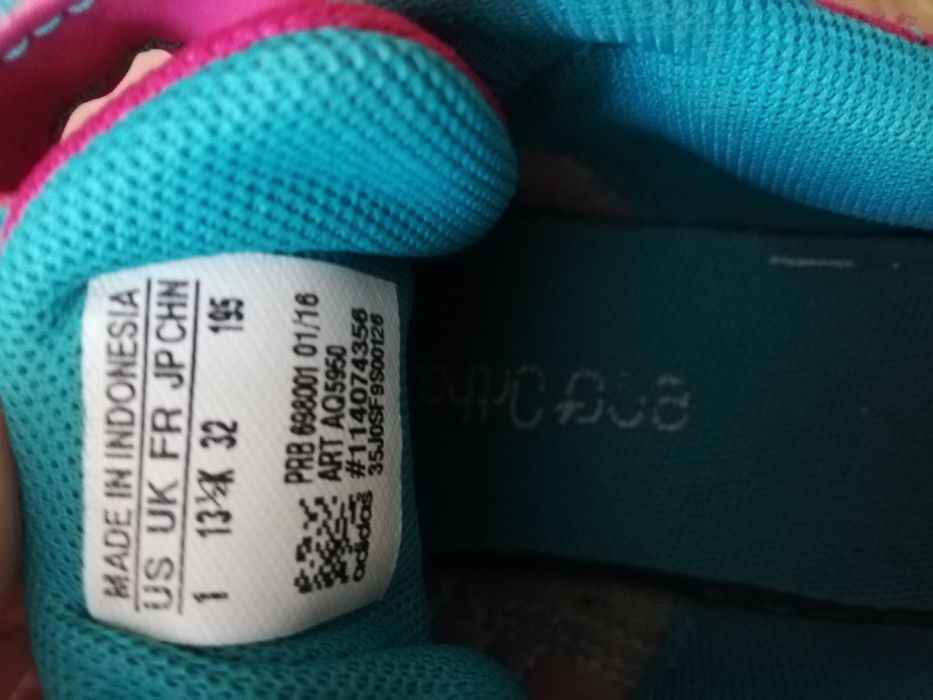 MADE IN INDONESIA
US UK FR JP CHN
1 13½K 32 195
PRB 698001 01/16
ART AQ5950
#114074356
35J0SF9S00126
adidas